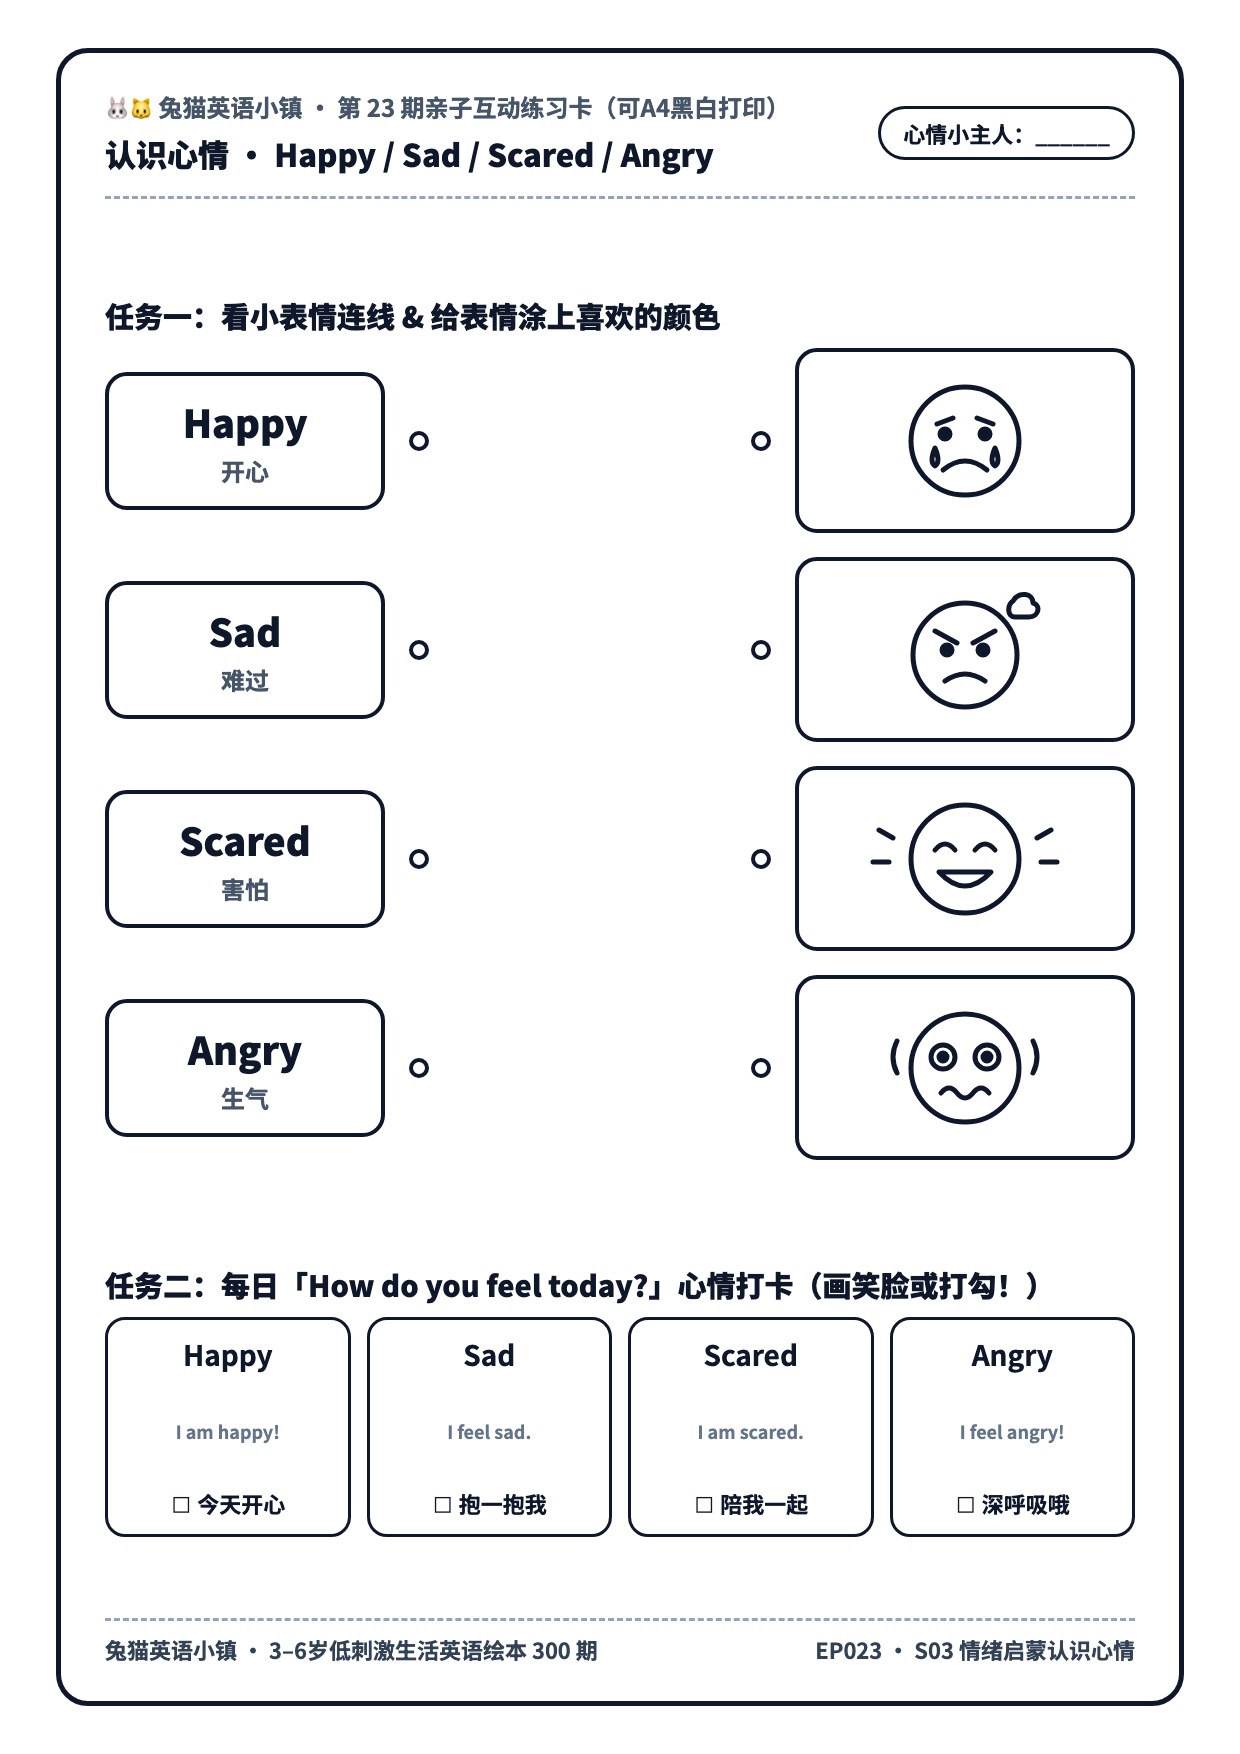 🐰🐱 兔猫英语小镇 · 第 23 期亲子互动练习卡（可A4黑白打印）
认识心情 · Happy / Sad / Scared / Angry
心情小主人：______
任务一：看小表情连线 & 给表情涂上喜欢的颜色
Happy
开心
Sad
难过
Scared
害怕
Angry
生气
任务二：每日「How do you feel today?」心情打卡（画笑脸或打勾！）
Happy
I am happy!
☐ 今天开心
Sad
I feel sad.
☐ 抱一抱我
Scared
I am scared.
☐ 陪我一起
Angry
I feel angry!
☐ 深呼吸哦
兔猫英语小镇 · 3–6岁低刺激生活英语绘本 300 期
EP023 · S03 情绪启蒙认识心情